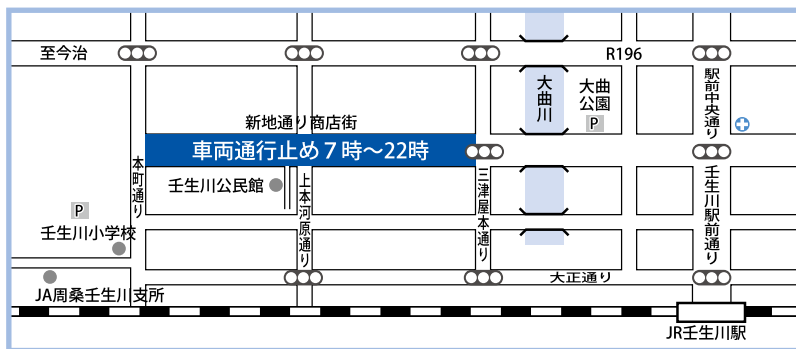 至今治
R196
大曲川
大曲
公園
P
駅前中央通り
新地通り商店街
車両通行止め７時～22時
本町通り
壬生川公民館
上本河原通り
三津屋本通り
壬生川駅前通り
P
壬生川小学校
大正通り
JA周桑壬生川支所
JR壬生川駅